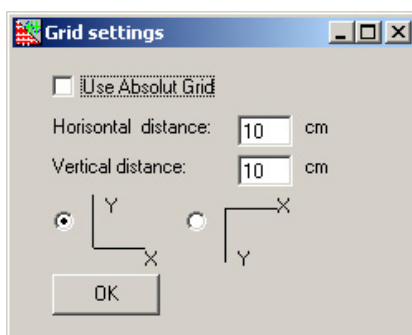 Grid settings
Use Absolut Grid
Horisontal distance: 10 cm
Vertical distance: 10 cm
Y X
X Y
OK